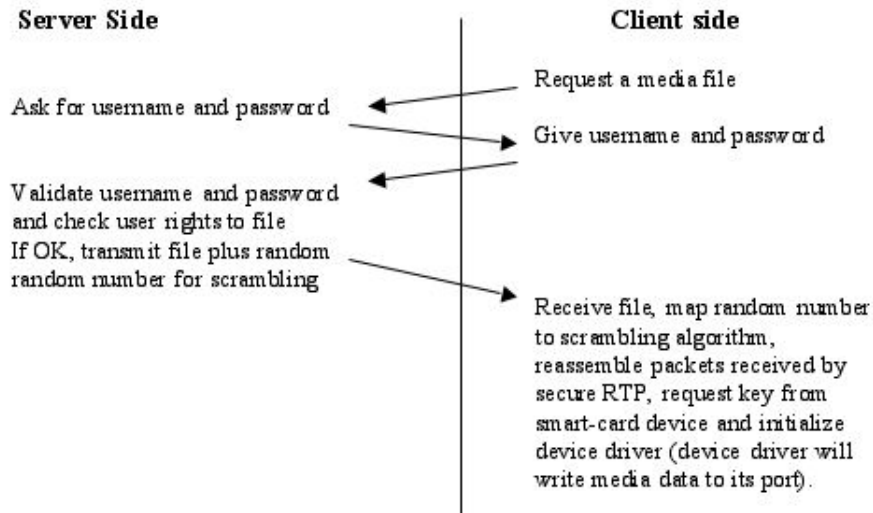 Server Side
Client side
Request a media file
Ask for username and password
Give username and password
Validate username and password
and check user rights to file
If OK, transmit file plus random
random number for scrambling
Receive file, map random number
to scrambling algorithm,
reassemble packets received by
secure RTP, request key from
smart-card device and initialize
device driver (device driver will
write media data to its port).